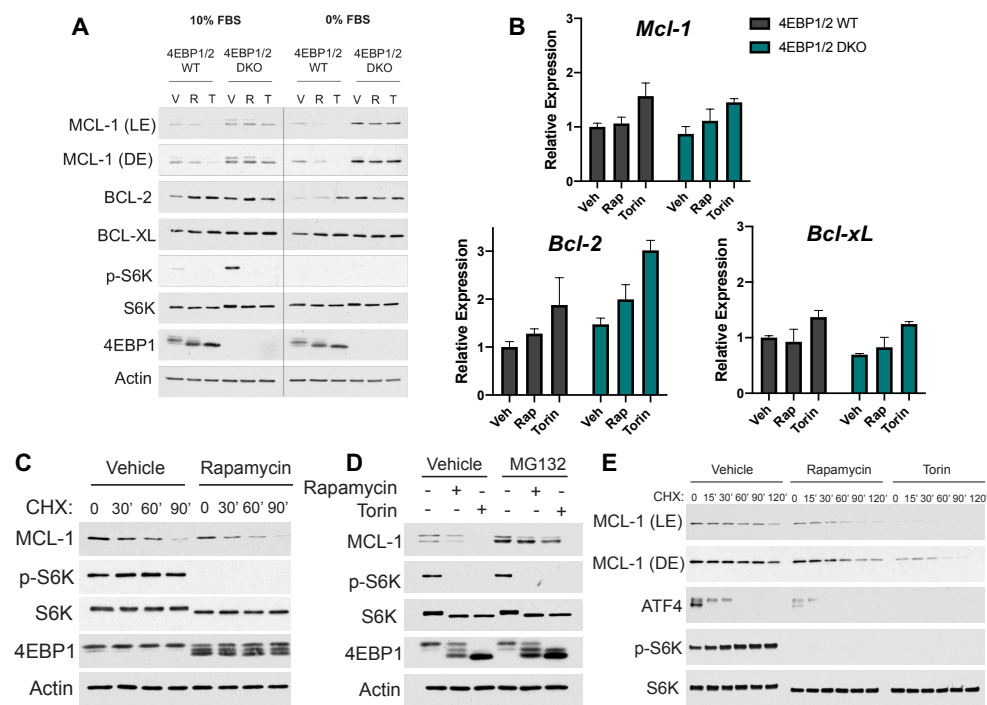 A
10% FBS 0% FBS
4EBP1/2 4EBP1/2 4EBP1/2 4EBP1/2
WT DKO WT DKO
V R T V R T V R T V R T
MCL-1 (LE)
MCL-1 (DE)
BCL-2
BCL-XL
p-S6K
S6K
4EBP1
Actin
B
Mcl-1
4EBP1/2 WT
4EBP1/2 DKO
Relative Expression
3
2
1
0
Veh Rap Torin Veh Rap Torin
Bcl-2
Relative Expression
3
2
1
0
Veh Rap Torin Veh Rap Torin
Bcl-xL
Relative Expression
3
2
1
0
Veh Rap Torin Veh Rap Torin
C
Vehicle Rapamycin
CHX: 0 30' 60' 90' 0 30' 60' 90'
MCL-1
p-S6K
S6K
4EBP1
Actin
D
Vehicle MG132
Rapamycin - + - - + -
Torin - - + - - +
MCL-1
p-S6K
S6K
4EBP1
Actin
E
Vehicle Rapamycin Torin
CHX: 0 15' 30' 60' 90' 120' 0 15' 30' 60' 90' 120' 0 15' 30' 60' 90' 120'
MCL-1 (LE)
MCL-1 (DE)
ATF4
p-S6K
S6K